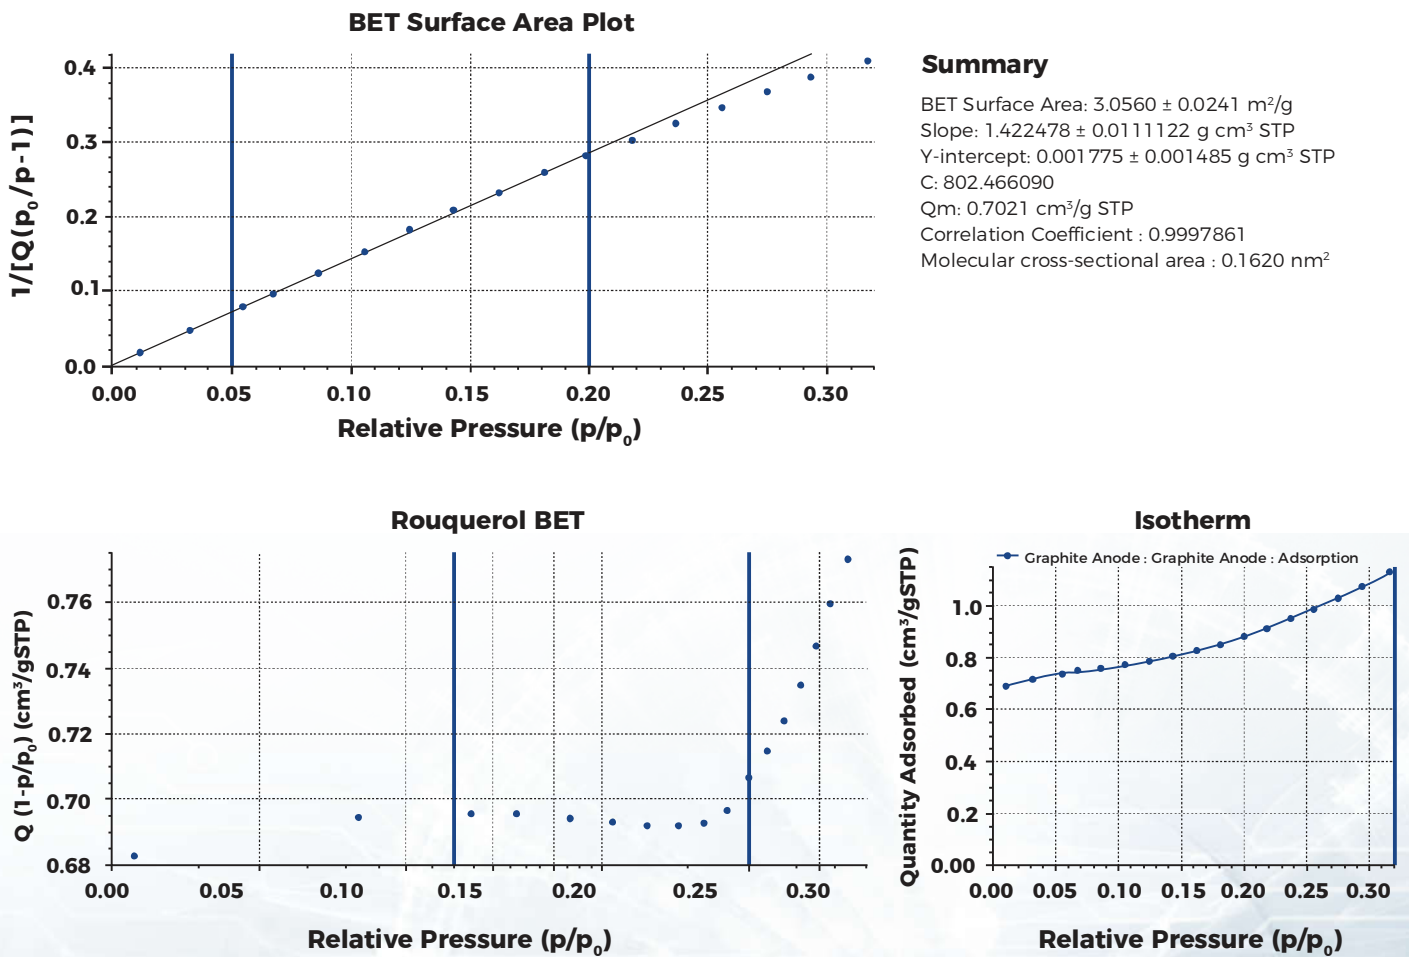 BET Surface Area Plot
1/[Q(p₀/p-1)]
0.4
0.3
0.2
0.1
0.0
0.00 0.05 0.10 0.15 0.20 0.25 0.30
Relative Pressure (p/p₀)
Summary
BET Surface Area: 3.0560 ± 0.0241 m²/g
Slope: 1.422478 ± 0.0111122 g cm³ STP
Y-intercept: 0.001775 ± 0.001485 g cm³ STP
C: 802.466090
Qm: 0.7021 cm³/g STP
Correlation Coefficient : 0.9997861
Molecular cross-sectional area : 0.1620 nm²
Rouquerol BET
Q (1-p/p₀) (cm³/gSTP)
0.76
0.74
0.72
0.70
0.68
0.00 0.05 0.10 0.15 0.20 0.25 0.30
Relative Pressure (p/p₀)
Isotherm
Graphite Anode : Graphite Anode : Adsorption
Quantity Adsorbed (cm³/gSTP)
1.0
0.8
0.6
0.4
0.2
0.00
0.00 0.05 0.10 0.15 0.20 0.25 0.30
Relative Pressure (p/p₀)